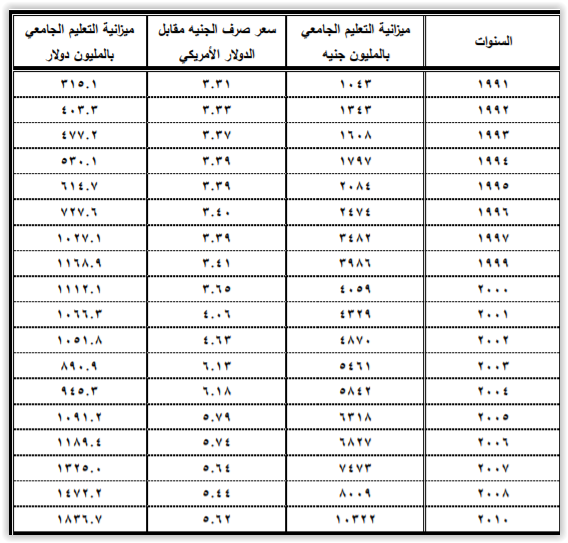 السنوات | ميزانية التعليم الجامعي بالمليون جنيه | سعر صرف الجنيه مقابل الدولار الأمريكي | ميزانية التعليم الجامعي بالمليون دولار
١٩٩١ | ١٠٤٣ | ٣.٣١ | ٣١٥.١
١٩٩٢ | ١٣٤٣ | ٣.٣٣ | ٤٠٣.٣
١٩٩٣ | ١٦٠٨ | ٣.٣٧ | ٤٧٧.٢
١٩٩٤ | ١٧٩٧ | ٣.٣٩ | ٥٣٠.١
١٩٩٥ | ٢٠٨٤ | ٣.٣٩ | ٦١٤.٧
١٩٩٦ | ٢٤٧٤ | ٣.٤٠ | ٧٢٧.٦
١٩٩٧ | ٣٤٨٢ | ٣.٣٩ | ١٠٢٧.١
١٩٩٩ | ٣٩٨٦ | ٣.٤١ | ١١٦٨.٩
٢٠٠٠ | ٤٠٥٩ | ٣.٦٥ | ١١١٢.١
٢٠٠١ | ٤٣٢٩ | ٤.٠٦ | ١٠٦٦.٣
٢٠٠٢ | ٤٨٧٠ | ٤.٦٣ | ١٠٥١.٨
٢٠٠٣ | ٥٤٦١ | ٦.١٣ | ٨٩٠.٩
٢٠٠٤ | ٥٨٤٢ | ٦.١٨ | ٩٤٥.٣
٢٠٠٥ | ٦٣١٨ | ٥.٧٩ | ١٠٩١.٢
٢٠٠٦ | ٦٨٢٧ | ٥.٧٤ | ١١٨٩.٤
٢٠٠٧ | ٧٤٧٣ | ٥.٦٤ | ١٣٢٥.٠
٢٠٠٨ | ٨٠٠٩ | ٥.٤٤ | ١٤٧٢.٢
٢٠١٠ | ١٠٣٢٢ | ٥.٦٢ | ١٨٣٦.٧